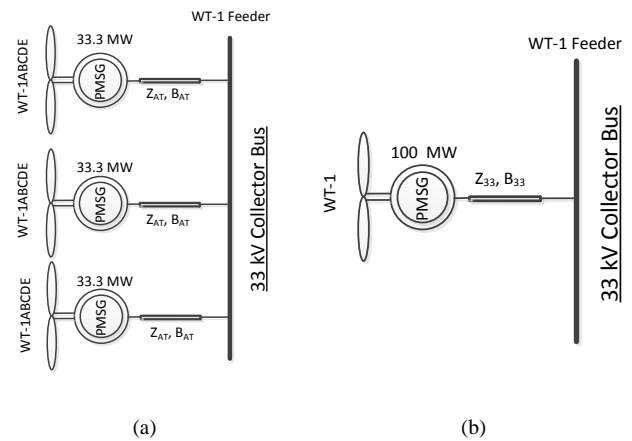 WT-1 Feeder
33.3 MW
WT-1ABCDE
PMSG
Z_AT, B_AT
33.3 MW
WT-1ABCDE
PMSG
Z_AT, B_AT
33.3 MW
WT-1ABCDE
PMSG
Z_AT, B_AT
33 kV Collector Bus
(a)
WT-1 Feeder
100 MW
WT-1
PMSG
Z_33, B_33
33 kV Collector Bus
(b)